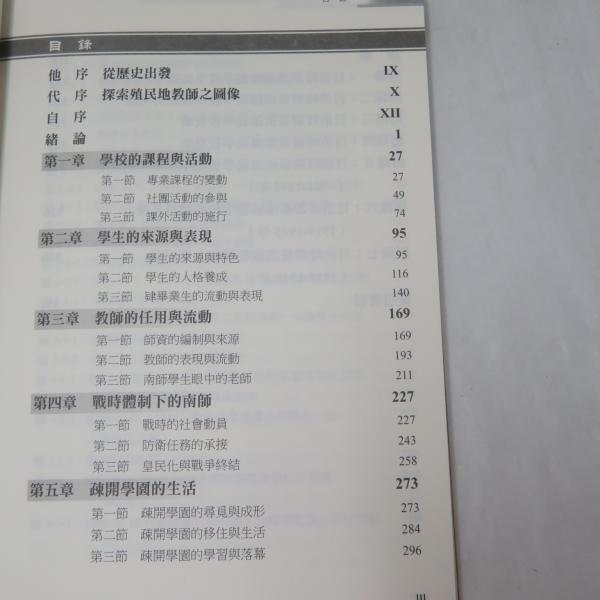 目 錄
他 序 從歷史出發 IX
代 序 探索殖民地教師之圖像 X
自 序 XII
緒 論 1
第一章 學校的課程與活動 27
第一節 專業課程的變動 27
第二節 社團活動的參與 49
第三節 課外活動的施行 74
第二章 學生的來源與表現 95
第一節 學生的來源與特色 95
第二節 學生的人格養成 116
第三節 肄畢業生的流動與表現 140
第三章 教師的任用與流動 169
第一節 師資的編制與來源 169
第二節 教師的表現與流動 193
第三節 南師學生眼中的老師 211
第四章 戰時體制下的南師 227
第一節 戰時的社會動員 227
第二節 防衛任務的承接 243
第三節 皇民化與戰爭終結 258
第五章 疎開學園的生活 273
第一節 疎開學園的尋覓與成形 273
第二節 疎開學園的移住與生活 284
第三節 疎開學園的學習與落幕 296
III